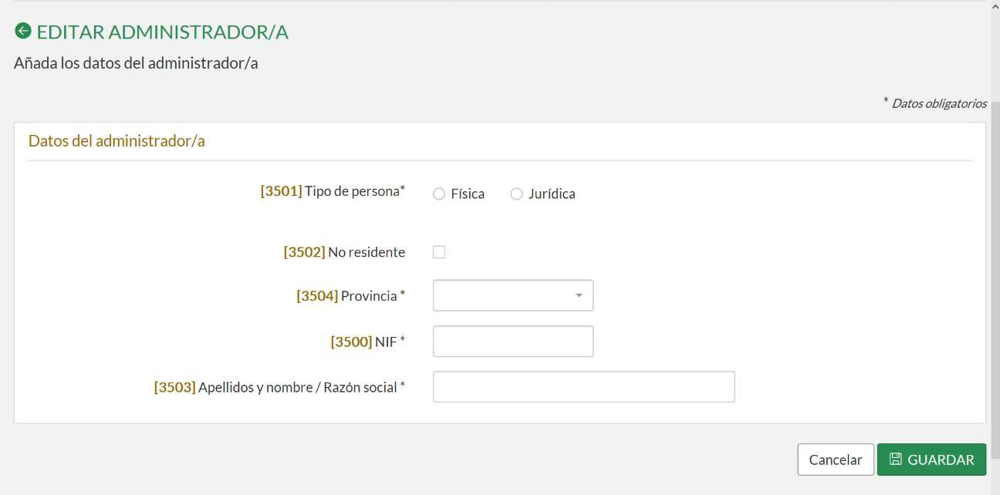 EDITAR ADMINISTRADOR/A
Añada los datos del administrador/a
* Datos obligatorios
Datos del administrador/a
[3501] Tipo de persona* Física Jurídica
[3502] No residente
[3504] Provincia *
[3500] NIF *
[3503] Apellidos y nombre / Razón social *
Cancelar GUARDAR